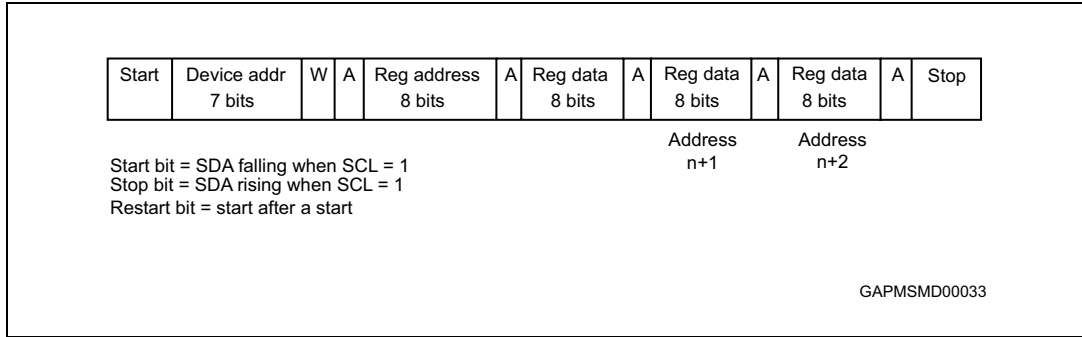 Start Device addr W A Reg address A Reg data A Reg data A Reg data A Stop
7 bits 8 bits 8 bits 8 bits 8 bits
Address Address
n+1 n+2
Start bit = SDA falling when SCL = 1
Stop bit = SDA rising when SCL = 1
Restart bit = start after a start
GAPMSMD00033